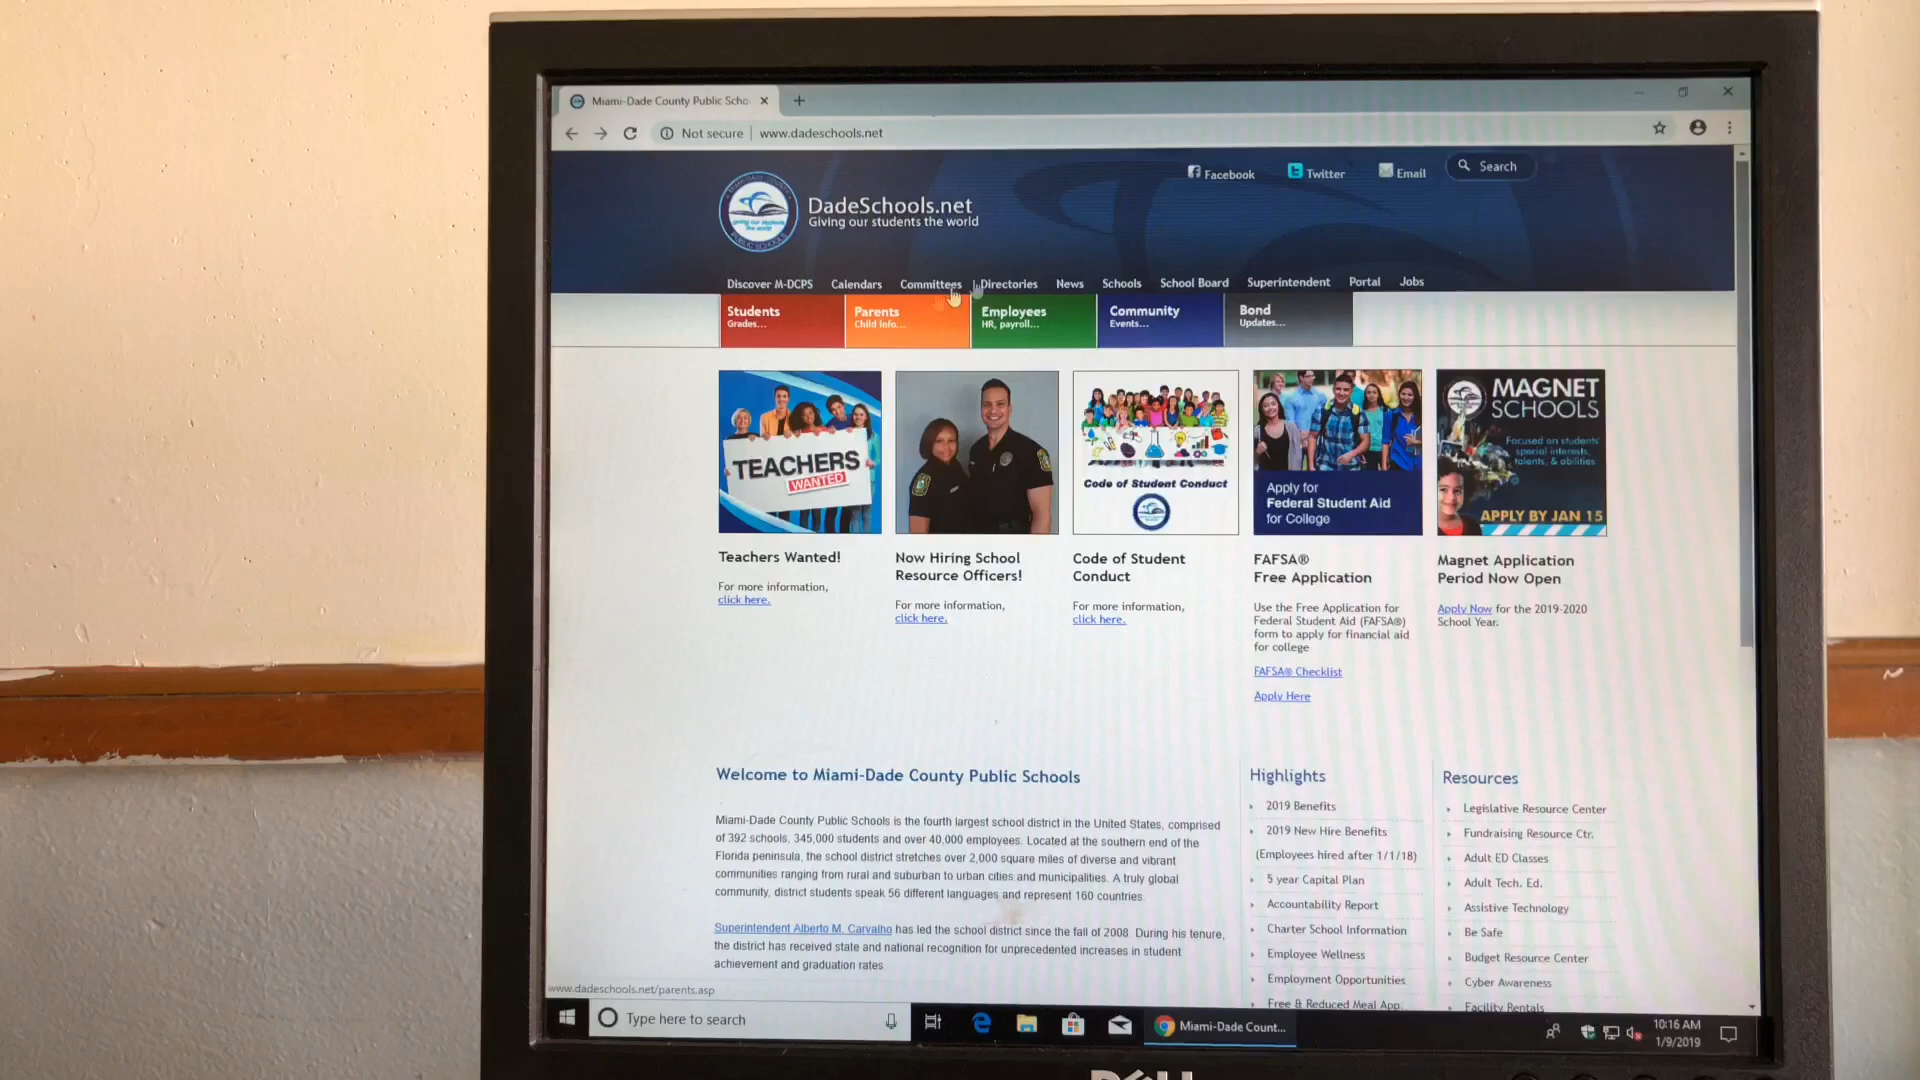 Miami-Dade County Public Scho
Not secure
www.dadeschools.net
Facebook
Twitter
Email
Search
DadeSchools.net
Giving our students the world
Discover M-DCPS
Calendars
Committees
Directories
News
Schools
School Board
Superintendent
Portal
Jobs
Students
Grades...
Parents
Child Info...
Employees
HR, payroll...
Community
Events...
Bond
Updates...
TEACHERS
WANTED
Teachers Wanted!
For more information,
click here.
Now Hiring School
Resource Officers!
For more information,
click here.
Code of Student Conduct
Code of Student
Conduct
For more information,
click here.
Apply for
Federal Student Aid
for College
FAFSA®
Free Application
Use the Free Application for
Federal Student Aid (FAFSA®)
form to apply for financial aid
for college
FAFSA® Checklist
Apply Here
MAGNET
SCHOOLS
Focused on students'
special interests,
talents, & abilities
APPLY BY JAN 15
Magnet Application
Period Now Open
Apply Now for the 2019-2020
School Year.
Welcome to Miami-Dade County Public Schools
Miami-Dade County Public Schools is the fourth largest school district in the United States, comprised
of 392 schools, 345,000 students and over 40,000 employees. Located at the southern end of the
Florida peninsula, the school district stretches over 2,000 square miles of diverse and vibrant
communities ranging from rural and suburban to urban cities and municipalities. A truly global
community, district students speak 56 different languages and represent 160 countries.
Superintendent Alberto M. Carvalho has led the school district since the fall of 2008. During his tenure,
the district has received state and national recognition for unprecedented increases in student
achievement and graduation rates.
Highlights
2019 Benefits
2019 New Hire Benefits
(Employees hired after 1/1/18)
5 year Capital Plan
Accountability Report
Charter School Information
Employee Wellness
Employment Opportunities
Free & Reduced Meal App.
Resources
Legislative Resource Center
Fundraising Resource Ctr.
Adult ED Classes
Adult Tech. Ed.
Assistive Technology
Be Safe
Budget Resource Center
Cyber Awareness
Facility Rentals
www.dadeschools.net/parents.asp
Type here to search
Miami-Dade Count...
10:16 AM
1/9/2019
DELL